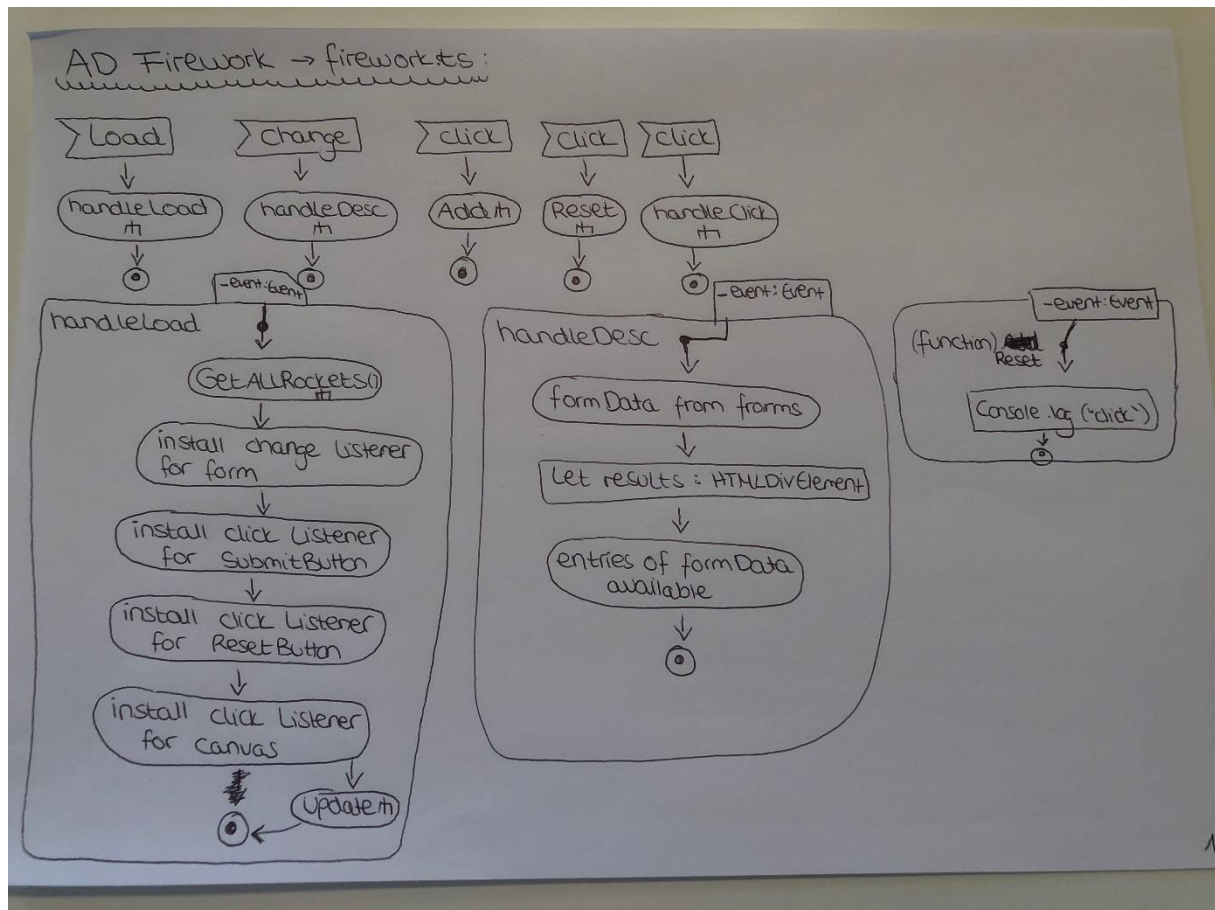 AD Firework → firework.ts:
Load
change
click
click
click
handleLoad
handleDesc
Add
Reset
handleClick
-event:Event
handleLoad
GetALLRockets()
install change Listener
for form
install click Listener
for SubmitButton
install click Listener
for ResetButton
install click Listener
for canvas
Update
-event:Event
handleDesc
formData from froms
Let results : HTMLDivElement
entries of formData
available
-event:Event
(function)
Reset
Console.log ("click")